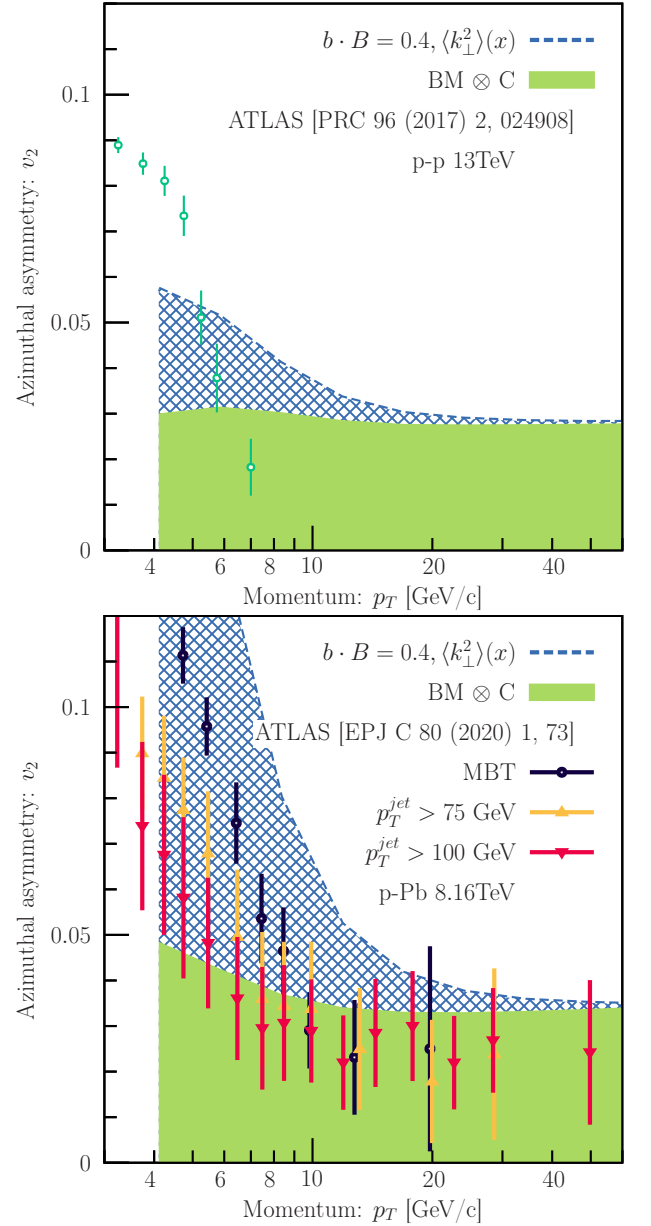 b · B = 0.4, ⟨k⊥²⟩(x)
BM ⊗ C
ATLAS [PRC 96 (2017) 2, 024908]
p-p 13TeV
0.1
0.05
0
Azimuthal asymmetry: v₂
4 6 8 10 20 40
Momentum: p_T [GeV/c]
b · B = 0.4, ⟨k⊥²⟩(x)
BM ⊗ C
ATLAS [EPJ C 80 (2020) 1, 73]
MBT
p_T^{jet} > 75 GeV
p_T^{jet} > 100 GeV
p-Pb 8.16TeV
0.1
0.05
0
Azimuthal asymmetry: v₂
4 6 8 10 20 40
Momentum: p_T [GeV/c]